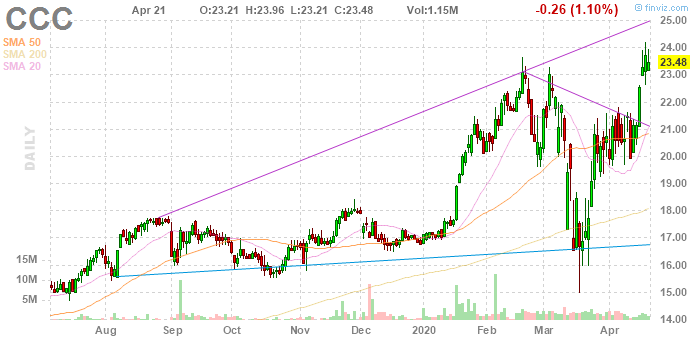 CCC
Apr 21 O:23.21 H:23.96 L:23.21 C:23.48 Vol:1.15M -0.26 (1.10%)
© finviz.com
SMA 50
SMA 200
SMA 20
DAILY
25.00
24.00
23.48
23.00
22.00
21.00
20.00
19.00
18.00
17.00
16.00
15.00
14.00
15M
10M
5M
Aug Sep Oct Nov Dec 2020 Feb Mar Apr